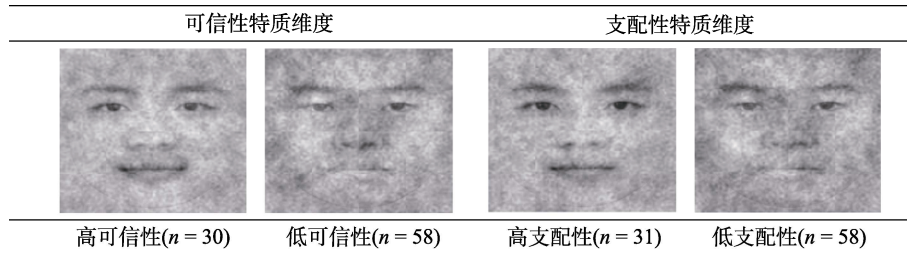 可信性特质维度 支配性特质维度
高可信性(n = 30) 低可信性(n = 58) 高支配性(n = 31) 低支配性(n = 58)